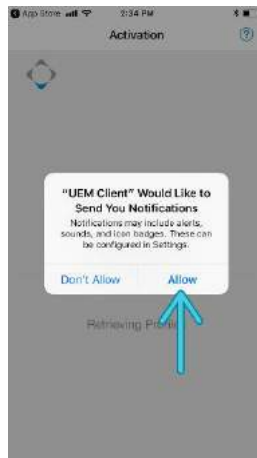 App Store 2:34 PM
Activation
?
"UEM Client" Would Like to
Send You Notifications
Notifications may include alerts,
sounds, and icon badges. These can
be configured in Settings.
Don't Allow Allow
Retrieving Profile